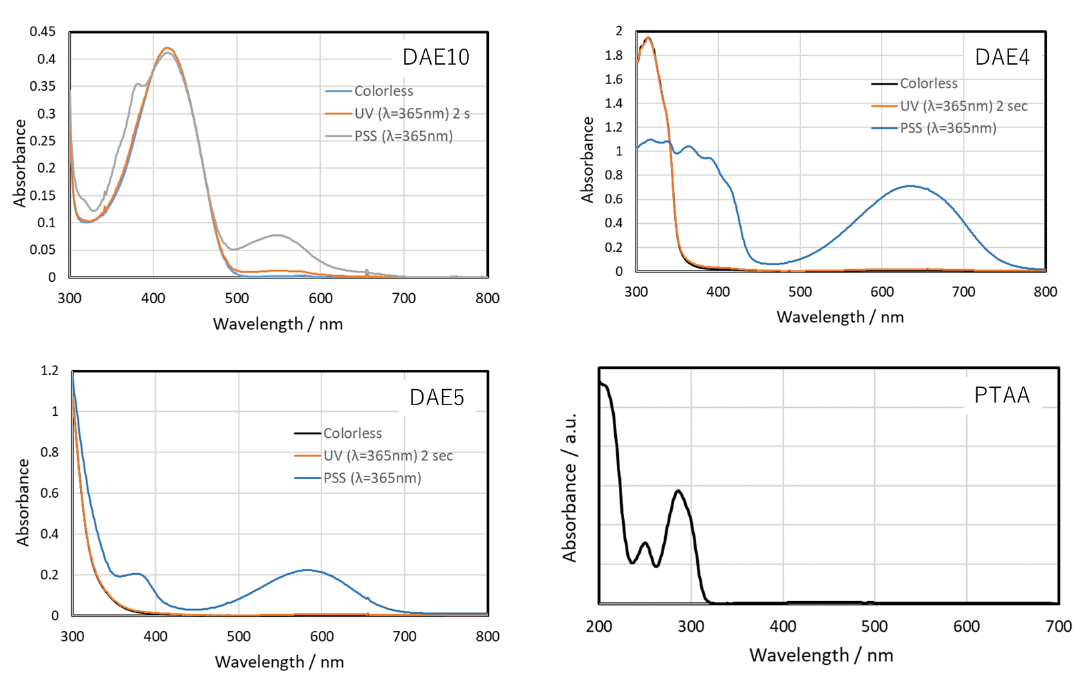 DAE10
Colorless
UV (λ=365nm) 2 s
PSS (λ=365nm)
0.45
0.4
0.35
0.3
0.25
0.2
0.15
0.1
0.05
0
Absorbance
300 400 500 600 700 800
Wavelength / nm
DAE4
Colorless
UV (λ=365nm) 2 sec
PSS (λ=365nm)
2
1.8
1.6
1.4
1.2
1
0.8
0.6
0.4
0.2
0
Absorbance
300 400 500 600 700 800
Wavelength / nm
DAE5
Colorless
UV (λ=365nm) 2 sec
PSS (λ=365nm)
1.2
1
0.8
0.6
0.4
0.2
0
Absorbance
300 400 500 600 700 800
Wavelength / nm
PTAA
Absorbance / a.u.
200 300 400 500 600 700
Wavelength / nm